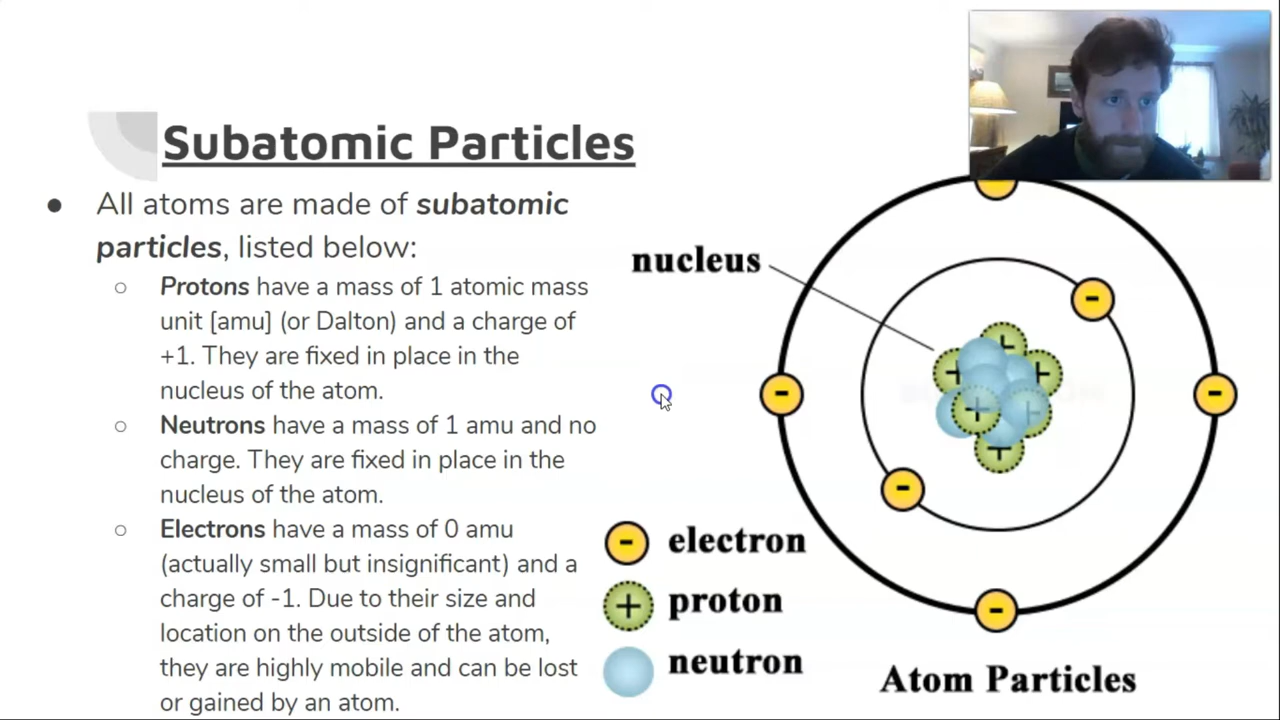 Subatomic Particles
● All atoms are made of subatomic
particles, listed below:
○ Protons have a mass of 1 atomic mass
unit [amu] (or Dalton) and a charge of
+1. They are fixed in place in the
nucleus of the atom.
○ Neutrons have a mass of 1 amu and no
charge. They are fixed in place in the
nucleus of the atom.
○ Electrons have a mass of 0 amu
(actually small but insignificant) and a
charge of -1. Due to their size and
location on the outside of the atom,
they are highly mobile and can be lost
or gained by an atom.
nucleus
-
-
-
-
-
+
+
+
+
+
+
- electron
+ proton
neutron
Atom Particles